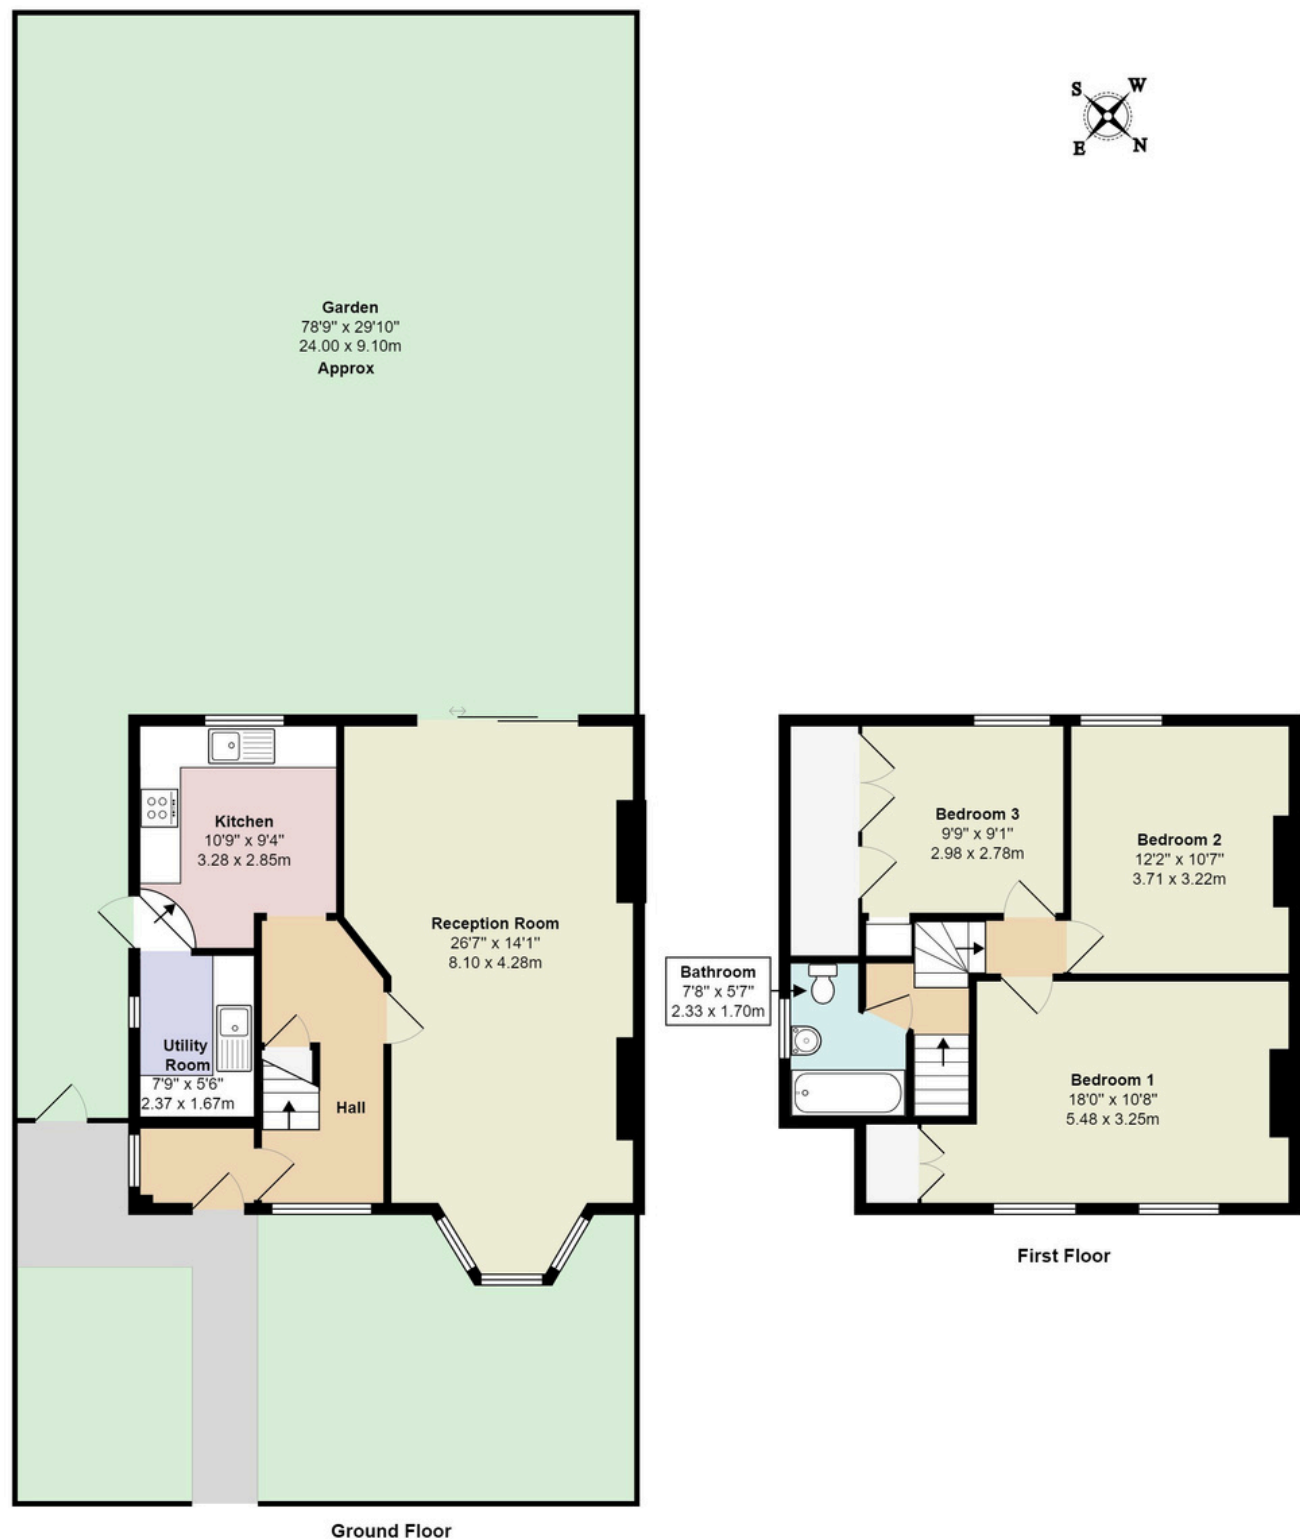 S W
E N
Garden
78'9" x 29'10"
24.00 x 9.10m
Approx
Kitchen
10'9" x 9'4"
3.28 x 2.85m
Reception Room
26'7" x 14'1"
8.10 x 4.28m
Utility
Room
7'9" x 5'6"
2.37 x 1.67m
Hall
Ground Floor
Bedroom 3
9'9" x 9'1"
2.98 x 2.78m
Bedroom 2
12'2" x 10'7"
3.71 x 3.22m
Bathroom
7'8" x 5'7"
2.33 x 1.70m
Bedroom 1
18'0" x 10'8"
5.48 x 3.25m
First Floor